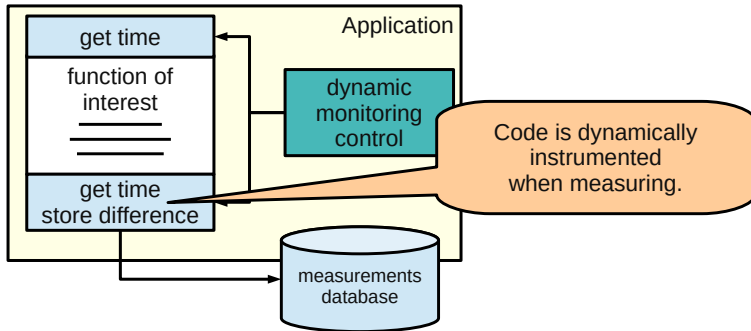 Application
get time
function of
interest
dynamic
monitoring
control
Code is dynamically
instrumented
when measuring.
get time
store difference
measurements
database